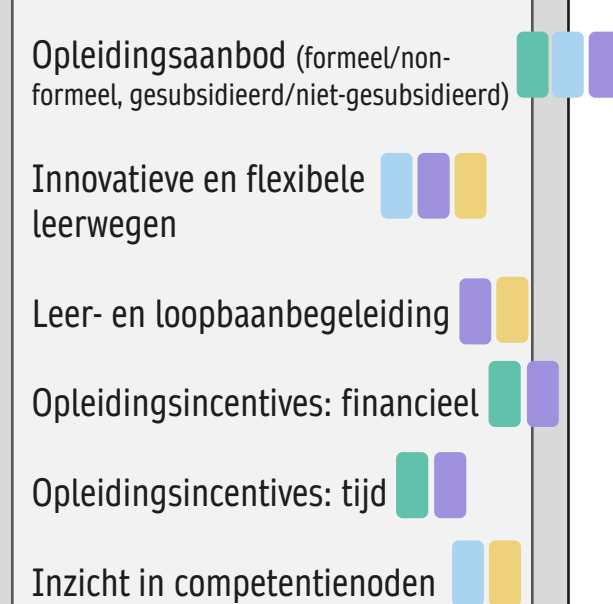 Opleidingsaanbod (formeel/non-
formeel, gesubsidieerd/niet-gesubsidieerd)
Innovatieve en flexibele
leerwegen
Leer- en loopbaanbegeleiding
Opleidingsincentives: financieel
Opleidingsincentives: tijd
Inzicht in competentienoden